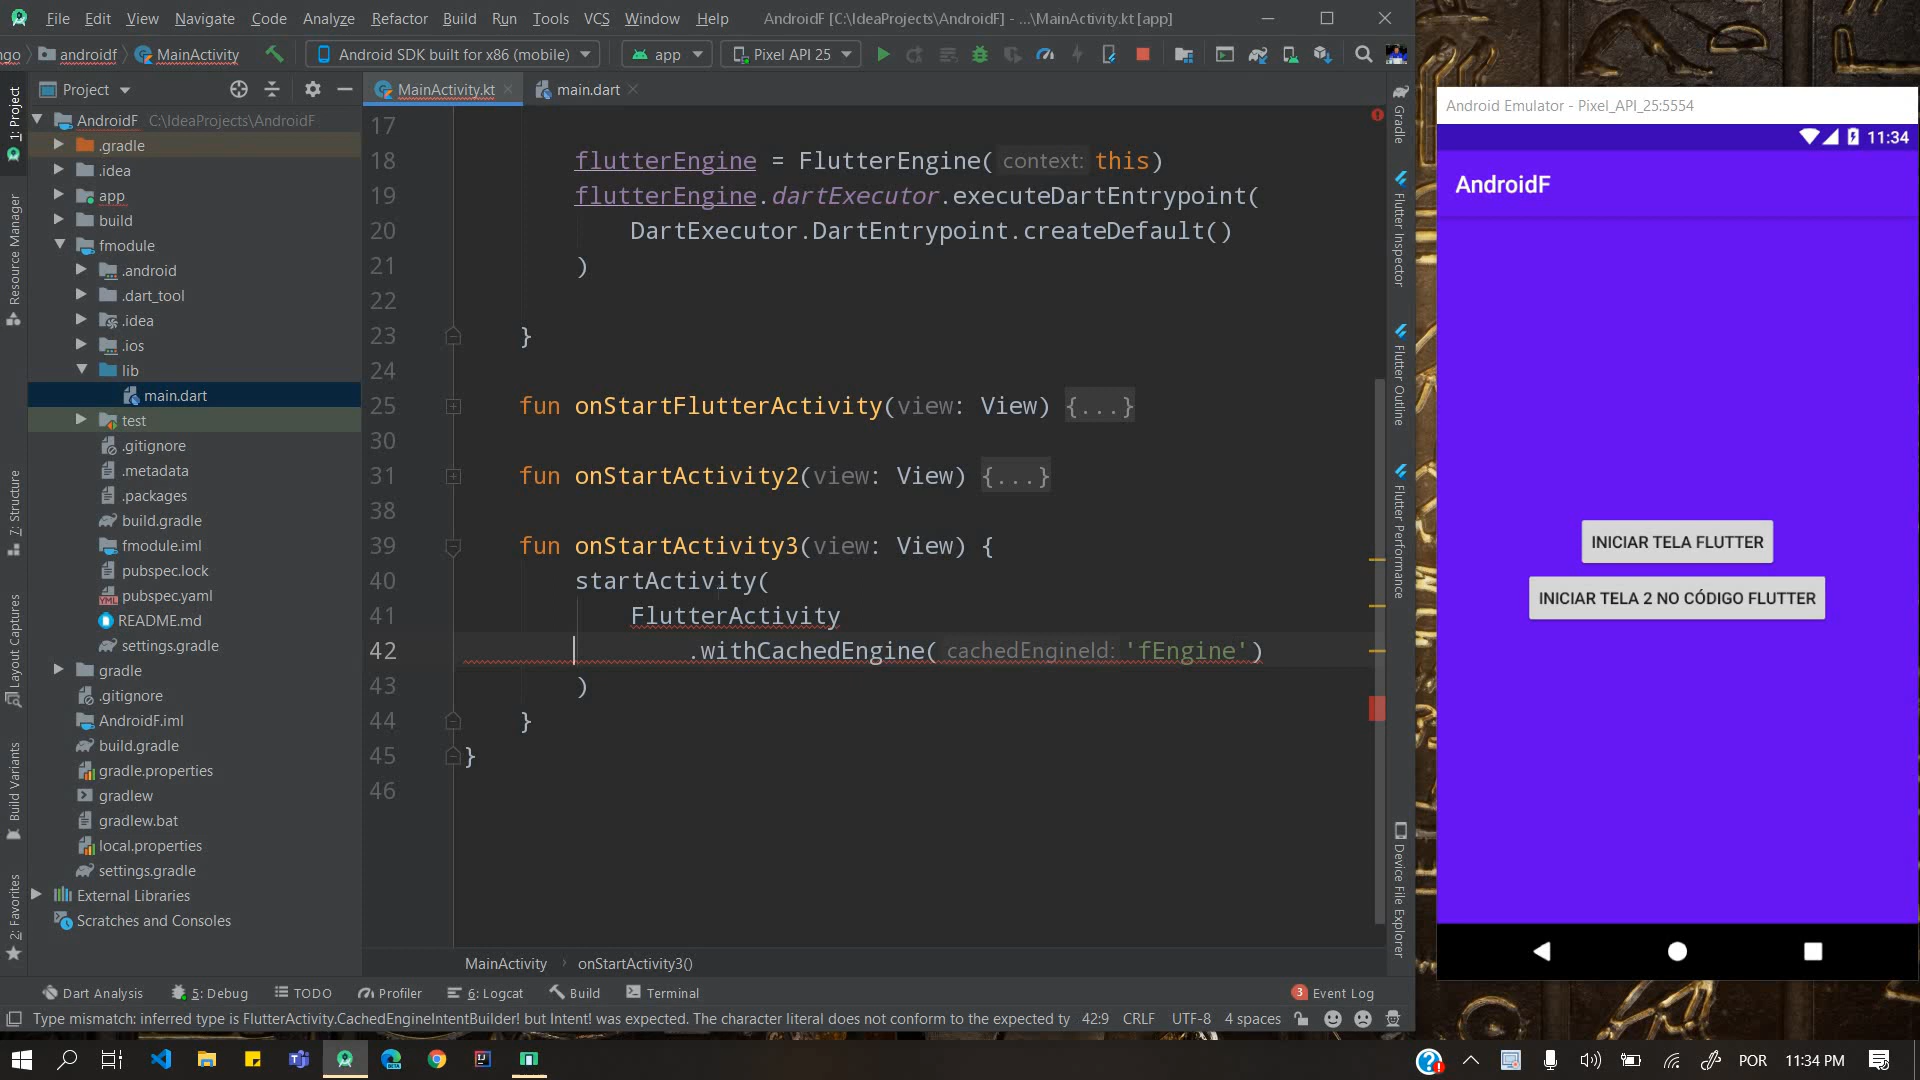 File Edit View Navigate Code Analyze Refactor Build Run Tools VCS Window Help AndroidF [C:\IdeaProjects\AndroidF] - ...\MainActivity.kt [app]
androidf MainActivity Android SDK built for x86 (mobile) app Pixel API 25
Project MainActivity.kt main.dart
AndroidF C:\IdeaProjects\AndroidF
.gradle
.idea
app
build
fmodule
.android
.dart_tool
.idea
.ios
lib
main.dart
test
.gitignore
.metadata
.packages
build.gradle
fmodule.iml
pubspec.lock
pubspec.yaml
README.md
settings.gradle
gradle
.gitignore
AndroidF.iml
build.gradle
gradle.properties
gradlew
gradlew.bat
local.properties
settings.gradle
External Libraries
Scratches and Consoles
1: Project
Resource Manager
7: Structure
Layout Captures
Build Variants
2: Favorites
17
18 flutterEngine = FlutterEngine( context: this)
19 flutterEngine.dartExecutor.executeDartEntrypoint(
20 DartExecutor.DartEntrypoint.createDefault()
21 )
22
23 }
24
25 fun onStartFlutterActivity(view: View) {...}
30
31 fun onStartActivity2(view: View) {...}
38
39 fun onStartActivity3(view: View) {
40 startActivity(
41 FlutterActivity
42 .withCachedEngine( cachedEngineId: 'fEngine')
43 )
44 }
45 }
46
MainActivity onStartActivity3()
Gradle
Flutter Inspector
Flutter Outline
Flutter Performance
Device File Explorer
Dart Analysis 5: Debug TODO Profiler 6: Logcat Build Terminal 3 Event Log
Type mismatch: inferred type is FlutterActivity.CachedEngineIntentBuilder! but Intent! was expected. The character literal does not conform to the expected ty 42:9 CRLF UTF-8 4 spaces
Android Emulator - Pixel_API_25:5554
11:34
AndroidF
INICIAR TELA FLUTTER
INICIAR TELA 2 NO CÓDIGO FLUTTER
POR 11:34 PM